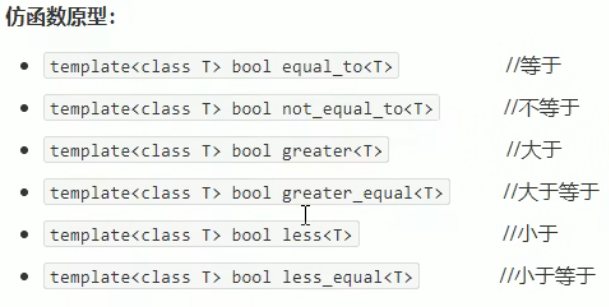 仿函数原型：
• template<class T> bool equal_to<T> //等于
• template<class T> bool not_equal_to<T> //不等于
• template<class T> bool greater<T> //大于
• template<class T> bool greater_equal<T> //大于等于
• template<class T> bool less<T> //小于
• template<class T> bool less_equal<T> //小于等于